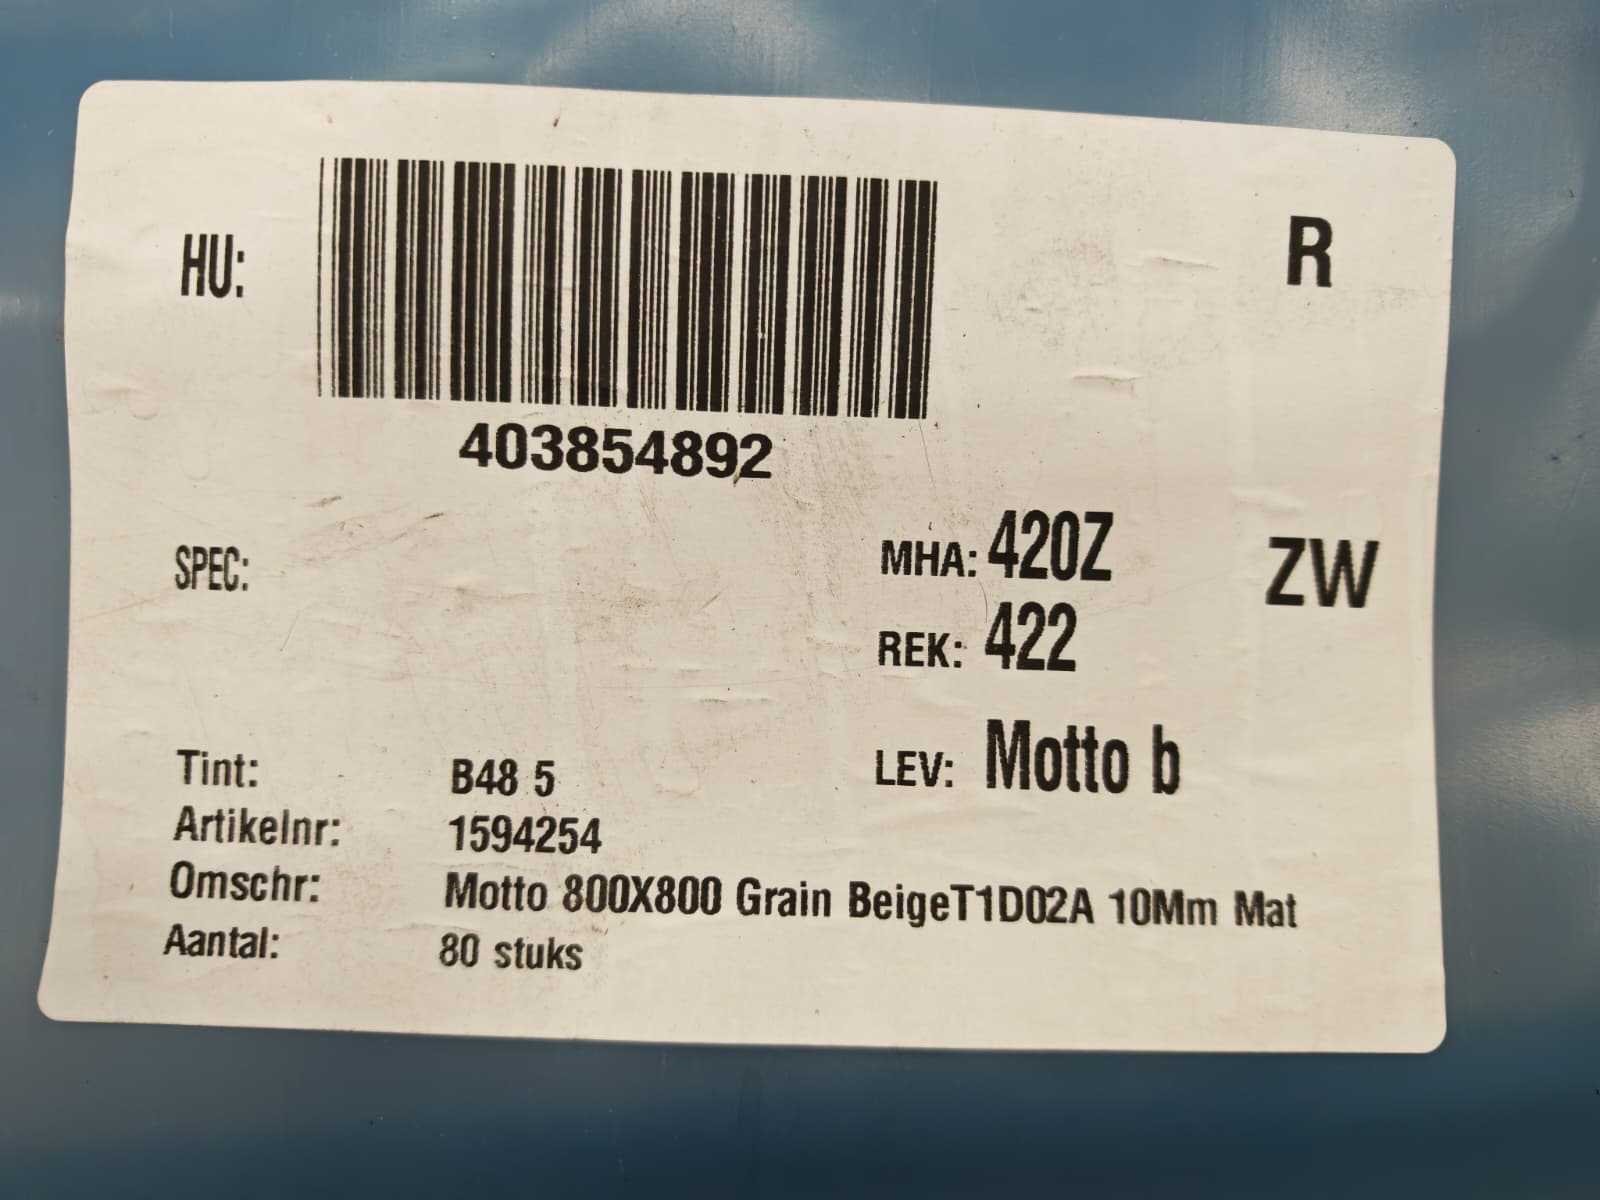 HU:
R
403854892
SPEC:
MHA: 420Z
ZW
REK: 422
LEV: Motto b
Tint: B48 5
Artikelnr: 1594254
Omschr: Motto 800X800 Grain BeigeT1D02A 10Mm Mat
Aantal: 80 stuks